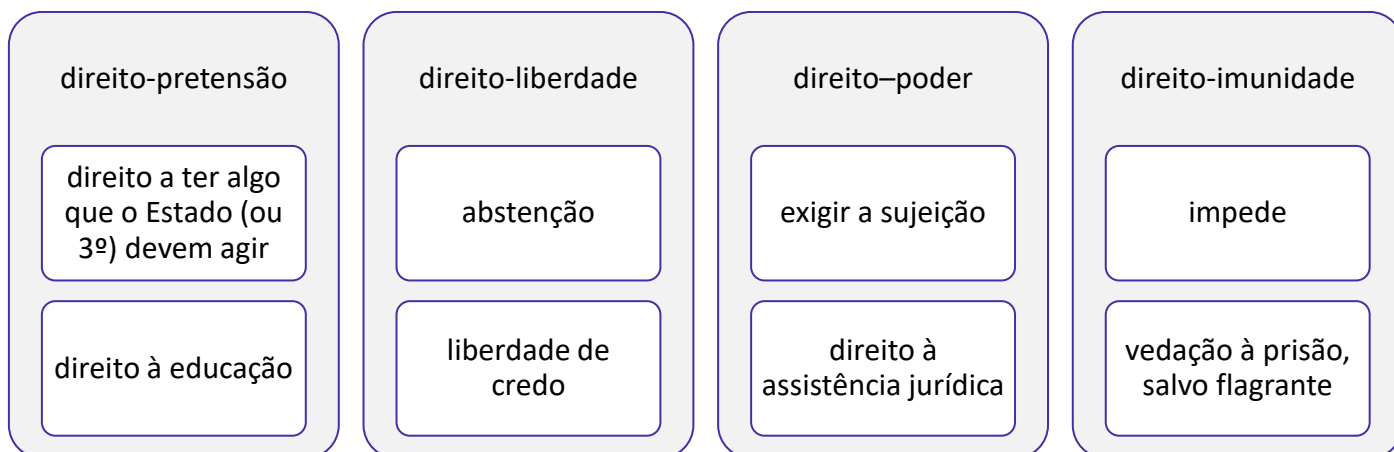 direito-pretensão
direito a ter algo
que o Estado (ou
3º) devem agir
direito à educação
direito-liberdade
abstenção
liberdade de
credo
direito–poder
exigir a sujeição
direito à
assistência jurídica
direito-imunidade
impede
vedação à prisão,
salvo flagrante